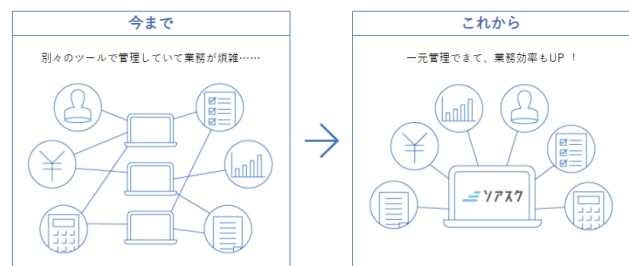 今まで
別々のツールで管理していて業務が煩雑……
これから
一元管理できて、業務効率もUP！
ソアスク